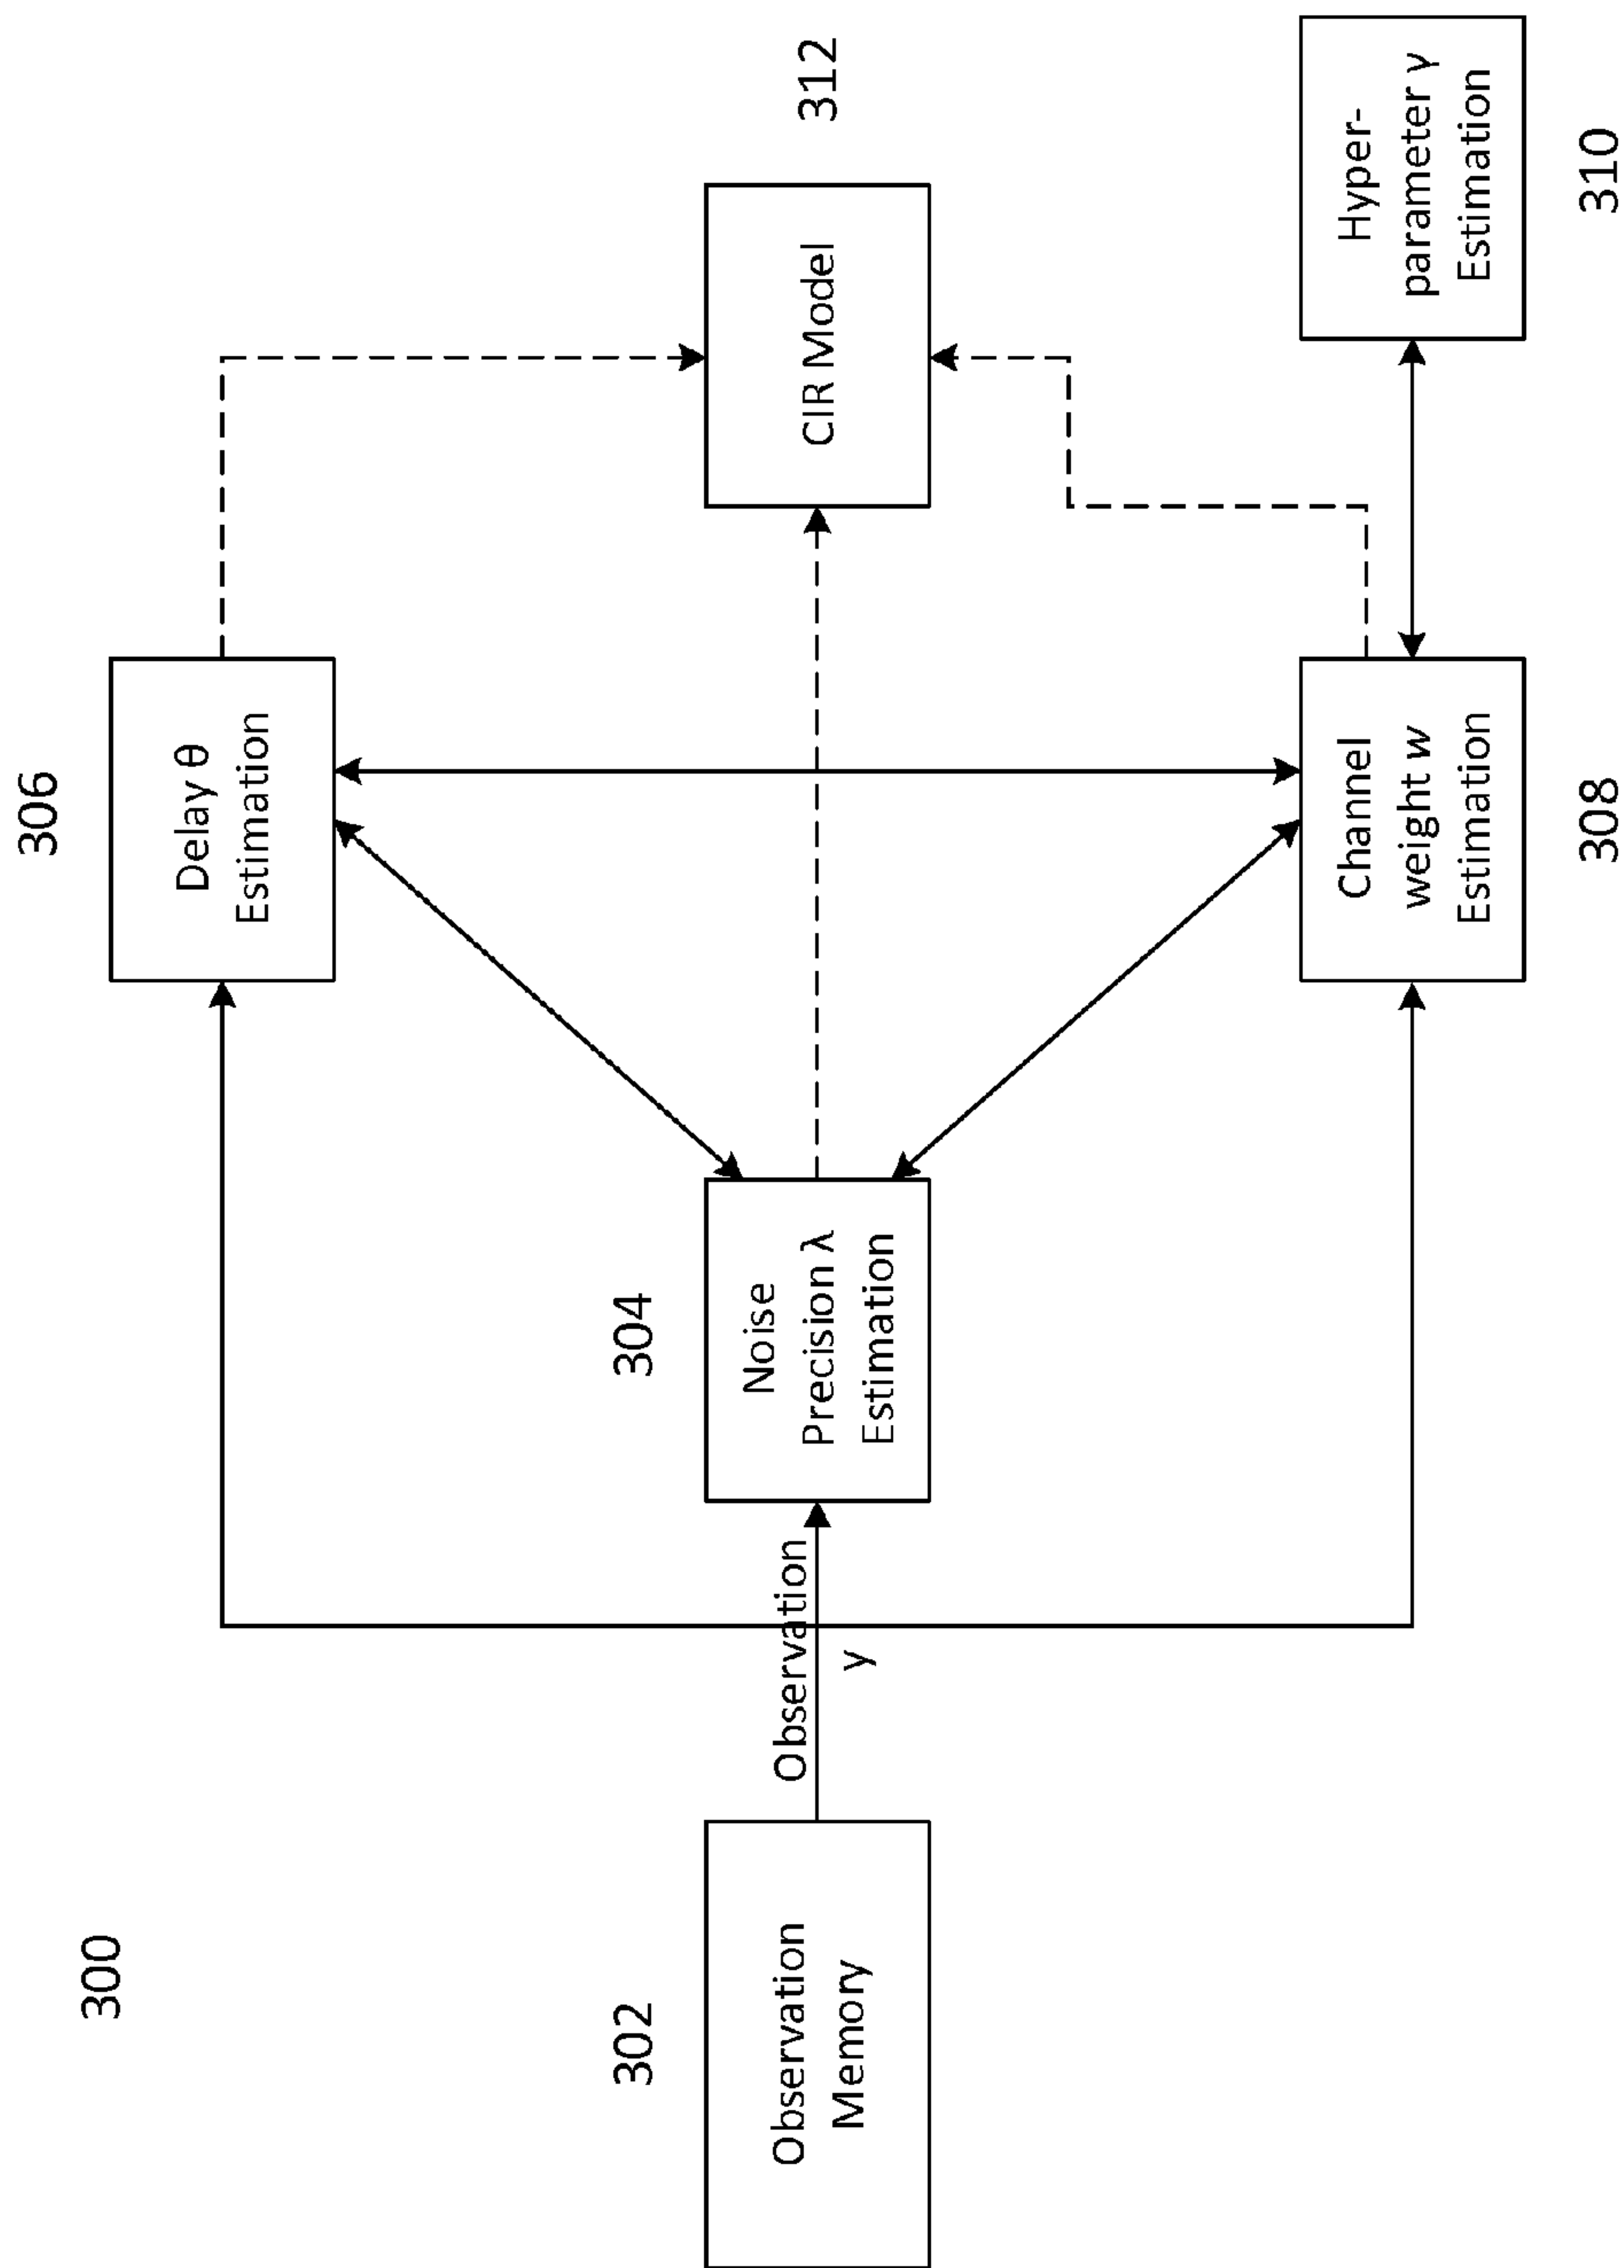 300
302
Observation
Memory
Observation
y
304
Noise
Precision λ
Estimation
306
Delay θ
Estimation
Channel
weight w
Estimation
308
312
CIR Model
Hyper-
parameter γ
Estimation
310